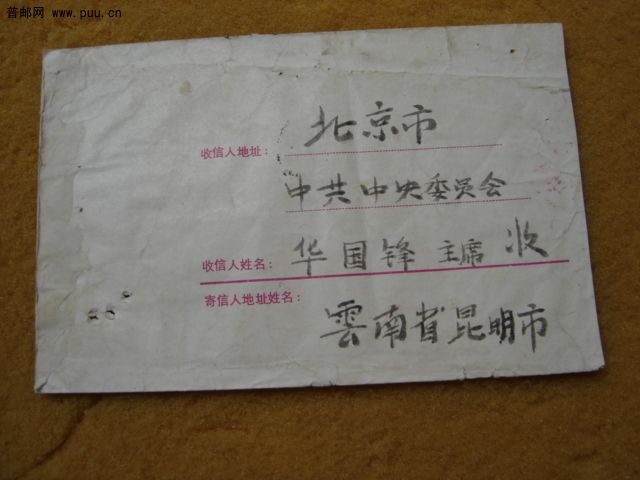 普邮网 www.puu.cn
收信人地址： 北京市
中共中央委员会
收信人姓名： 华国锋主席 收
寄信人地址姓名：
雲南省昆明市